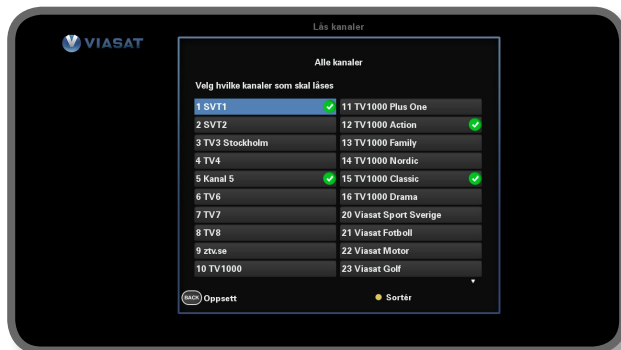 Lås kanaler
VIASAT
Alle kanaler
Velg hvilke kanaler som skal låses
1 SVT1
2 SVT2
3 TV3 Stockholm
4 TV4
5 Kanal 5
6 TV6
7 TV7
8 TV8
9 ztv.se
10 TV1000
11 TV1000 Plus One
12 TV1000 Action
13 TV1000 Family
14 TV1000 Nordic
15 TV1000 Classic
16 TV1000 Drama
20 Viasat Sport Sverige
21 Viasat Fotboll
22 Viasat Motor
23 Viasat Golf
BACK Oppsett
Sortér